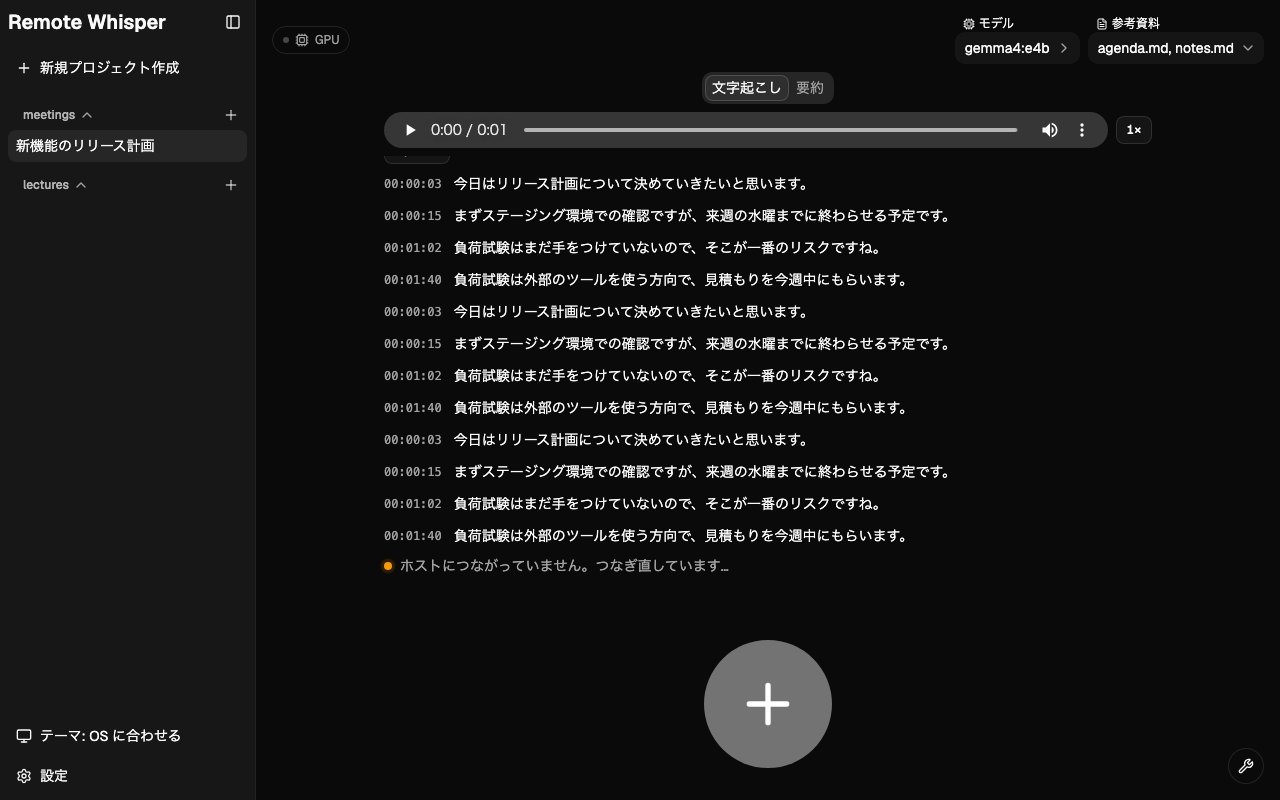 Remote Whisper
新規プロジェクト作成
meetings
新機能のリリース計画
lectures
テーマ: OS に合わせる
設定
GPU
モデル
gemma4:e4b
参考資料
agenda.md, notes.md
文字起こし
要約
0:00 / 0:01
1×
00:00:03 今日はリリース計画について決めていきたいと思います。
00:00:15 まずステージング環境での確認ですが、来週の水曜までに終わらせる予定です。
00:01:02 負荷試験はまだ手をつけていないので、そこが一番のリスクですね。
00:01:40 負荷試験は外部のツールを使う方向で、見積もりを今週中にもらいます。
00:00:03 今日はリリース計画について決めていきたいと思います。
00:00:15 まずステージング環境での確認ですが、来週の水曜までに終わらせる予定です。
00:01:02 負荷試験はまだ手をつけていないので、そこが一番のリスクですね。
00:01:40 負荷試験は外部のツールを使う方向で、見積もりを今週中にもらいます。
00:00:03 今日はリリース計画について決めていきたいと思います。
00:00:15 まずステージング環境での確認ですが、来週の水曜までに終わらせる予定です。
00:01:02 負荷試験はまだ手をつけていないので、そこが一番のリスクですね。
00:01:40 負荷試験は外部のツールを使う方向で、見積もりを今週中にもらいます。
ホストにつながっていません。つなぎ直しています…